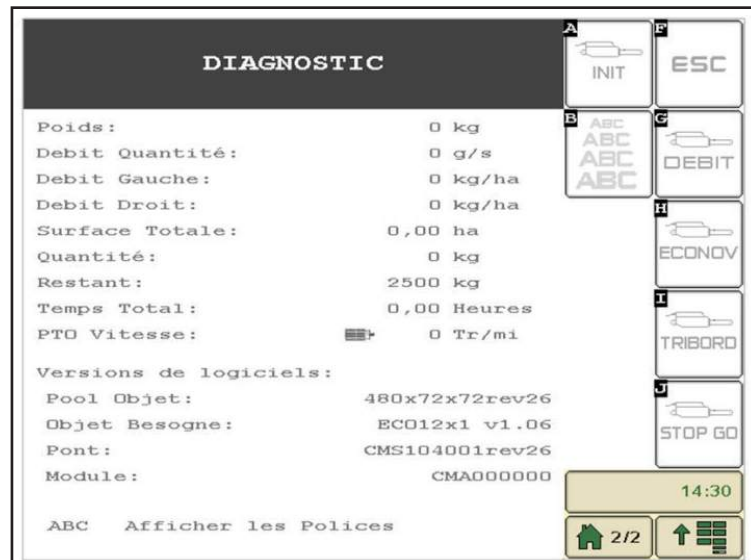 DIAGNOSTIC
Poids: 0 kg
Debit Quantité: 0 g/s
Debit Gauche: 0 kg/ha
Debit Droit: 0 kg/ha
Surface Totale: 0,00 ha
Quantité: 0 kg
Restant: 2500 kg
Temps Total: 0,00 Heures
PTO Vitesse: 0 Tr/mi
Versions de logiciels:
Pool Objet: 480x72x72rev26
Objet Besogne: ECO12x1 v1.06
Pont: CMS104001rev26
Module: CMA000000
ABC Afficher les Polices
A
INIT
B
ABC
ABC
ABC
ABC
F
ESC
G
DEBIT
H
ECONOV
I
TRIBORD
J
STOP GO
14:30
2/2